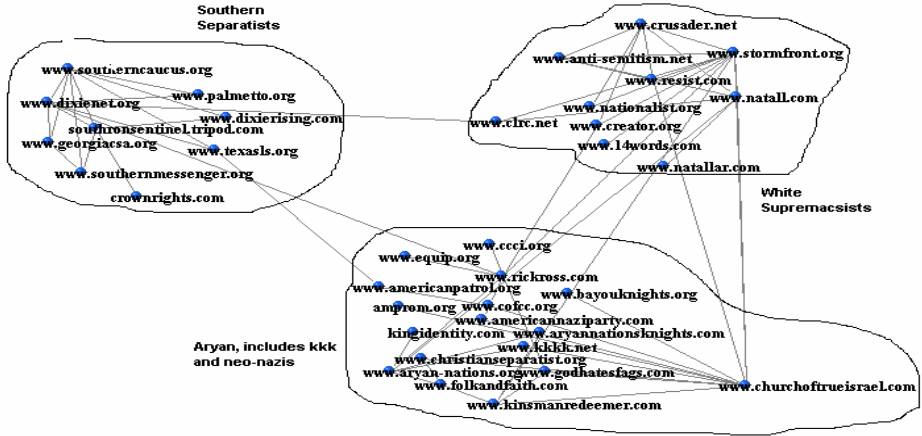 Southern
Separatists
www.southerncaucus.org
www.palmetto.org
www.dixienet.org
www.dixierising.com
southronsentinel.tripod.com
www.georgiacsa.org
www.texasls.org
www.southernmessenger.org
crownrights.com
www.crusader.net
www.stormfront.org
www.anti-semitism.net
www.resist.com
www.natall.com
www.nationalist.org
www.clrc.net
www.creator.org
www.14words.com
www.natallar.com
White
Supremacsists
www.ccci.org
www.equip.org
www.rickross.com
www.americanpatrol.org
www.bayouknights.org
amprom.org
www.cofcc.org
www.americannaziparty.com
kingidentity.com
www.aryannationsknights.com
www.kkkk.net
Aryan, includes kkk
and neo-nazis
www.christianseparatist.org
www.aryan-nations.org
www.godhatesfags.com
www.folkandfaith.com
www.churchoftrueisrael.com
www.kinsmanredeemer.com